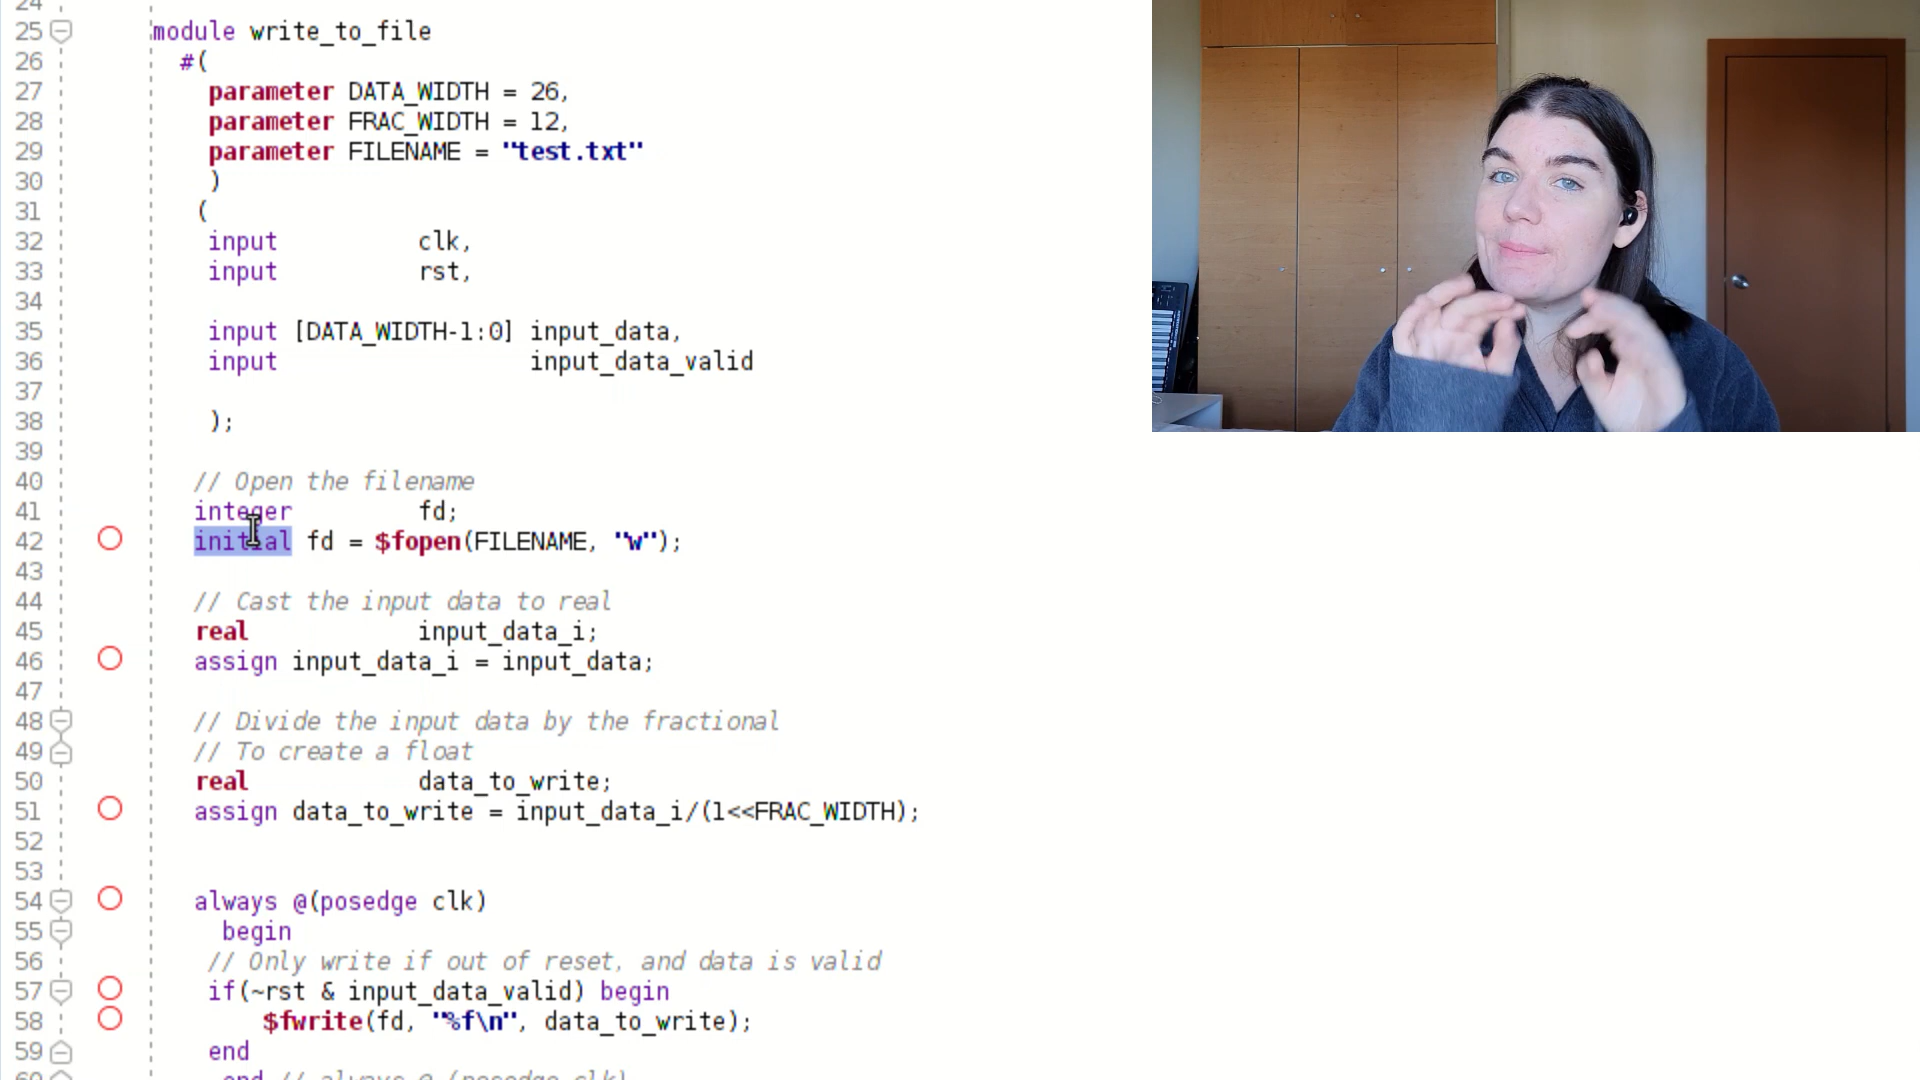 24
25 module write_to_file
26 #(
27 parameter DATA_WIDTH = 26,
28 parameter FRAC_WIDTH = 12,
29 parameter FILENAME = "test.txt"
30 )
31 (
32 input clk,
33 input rst,
34
35 input [DATA_WIDTH-1:0] input_data,
36 input input_data_valid
37
38 );
39
40 // Open the filename
41 integer fd;
42 initial fd = $fopen(FILENAME, "w");
43
44 // Cast the input data to real
45 real input_data_i;
46 assign input_data_i = input_data;
47
48 // Divide the input data by the fractional
49 // To create a float
50 real data_to_write;
51 assign data_to_write = input_data_i/(1<<FRAC_WIDTH);
52
53
54 always @(posedge clk)
55 begin
56 // Only write if out of reset, and data is valid
57 if(~rst & input_data_valid) begin
58 $fwrite(fd, "%f\n", data_to_write);
59 end
60 end // always @ (posedge clk)